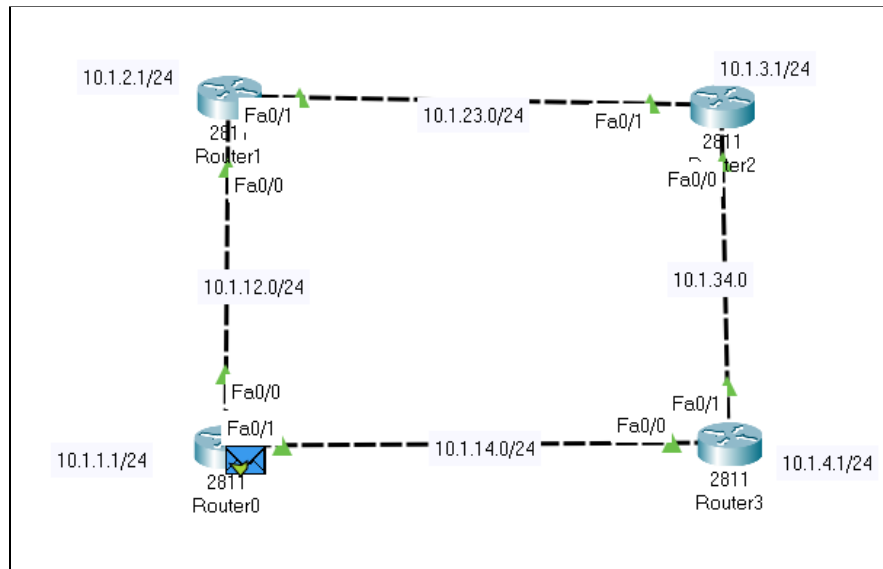 10.1.2.1/24
10.1.3.1/24
Fa0/1
10.1.23.0/24
Fa0/1
2811
Router1
Fa0/0
Fa0/0
10.1.12.0/24
10.1.34.0
Fa0/0
Fa0/1
Fa0/1
Fa0/0
10.1.1.1/24
10.1.14.0/24
10.1.4.1/24
2811
Router0
2811
Router3